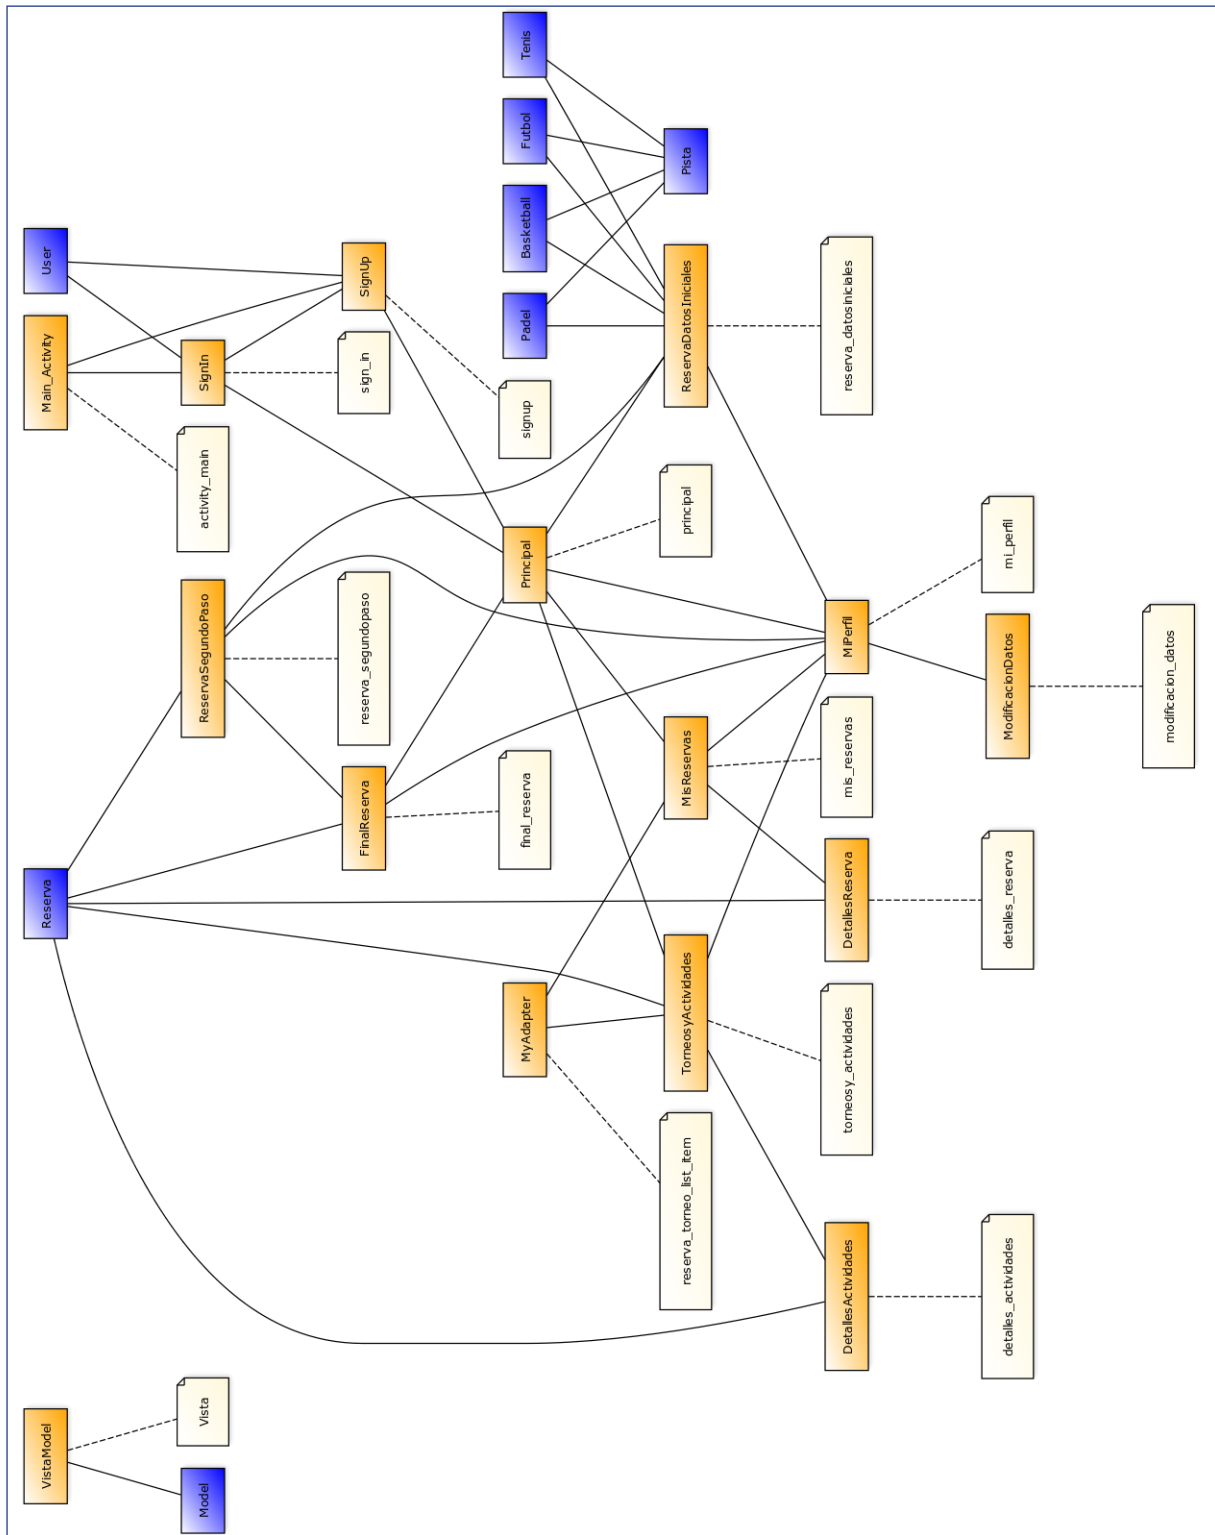 VistaModel
Reserva
Main_Activity
User
Model
Vista
ReservaSegundoPaso
activity_main
SignIn
FinalReserva
reserva_segundopaso
sign_in
SignUp
MyAdapter
final_reserva
Principal
signup
Padel
Basketball
Futbol
Tenis
reserva_torneo_list_item
TorneosyActividades
MisReservas
principal
ReservaDatosIniciales
Pista
DetallesActividades
torneosy_actividades
DetallesReserva
mis_reservas
MiPerfil
reserva_datosiniciales
detalles_actividades
detalles_reserva
ModificacionDatos
mi_perfil
modificacion_datos